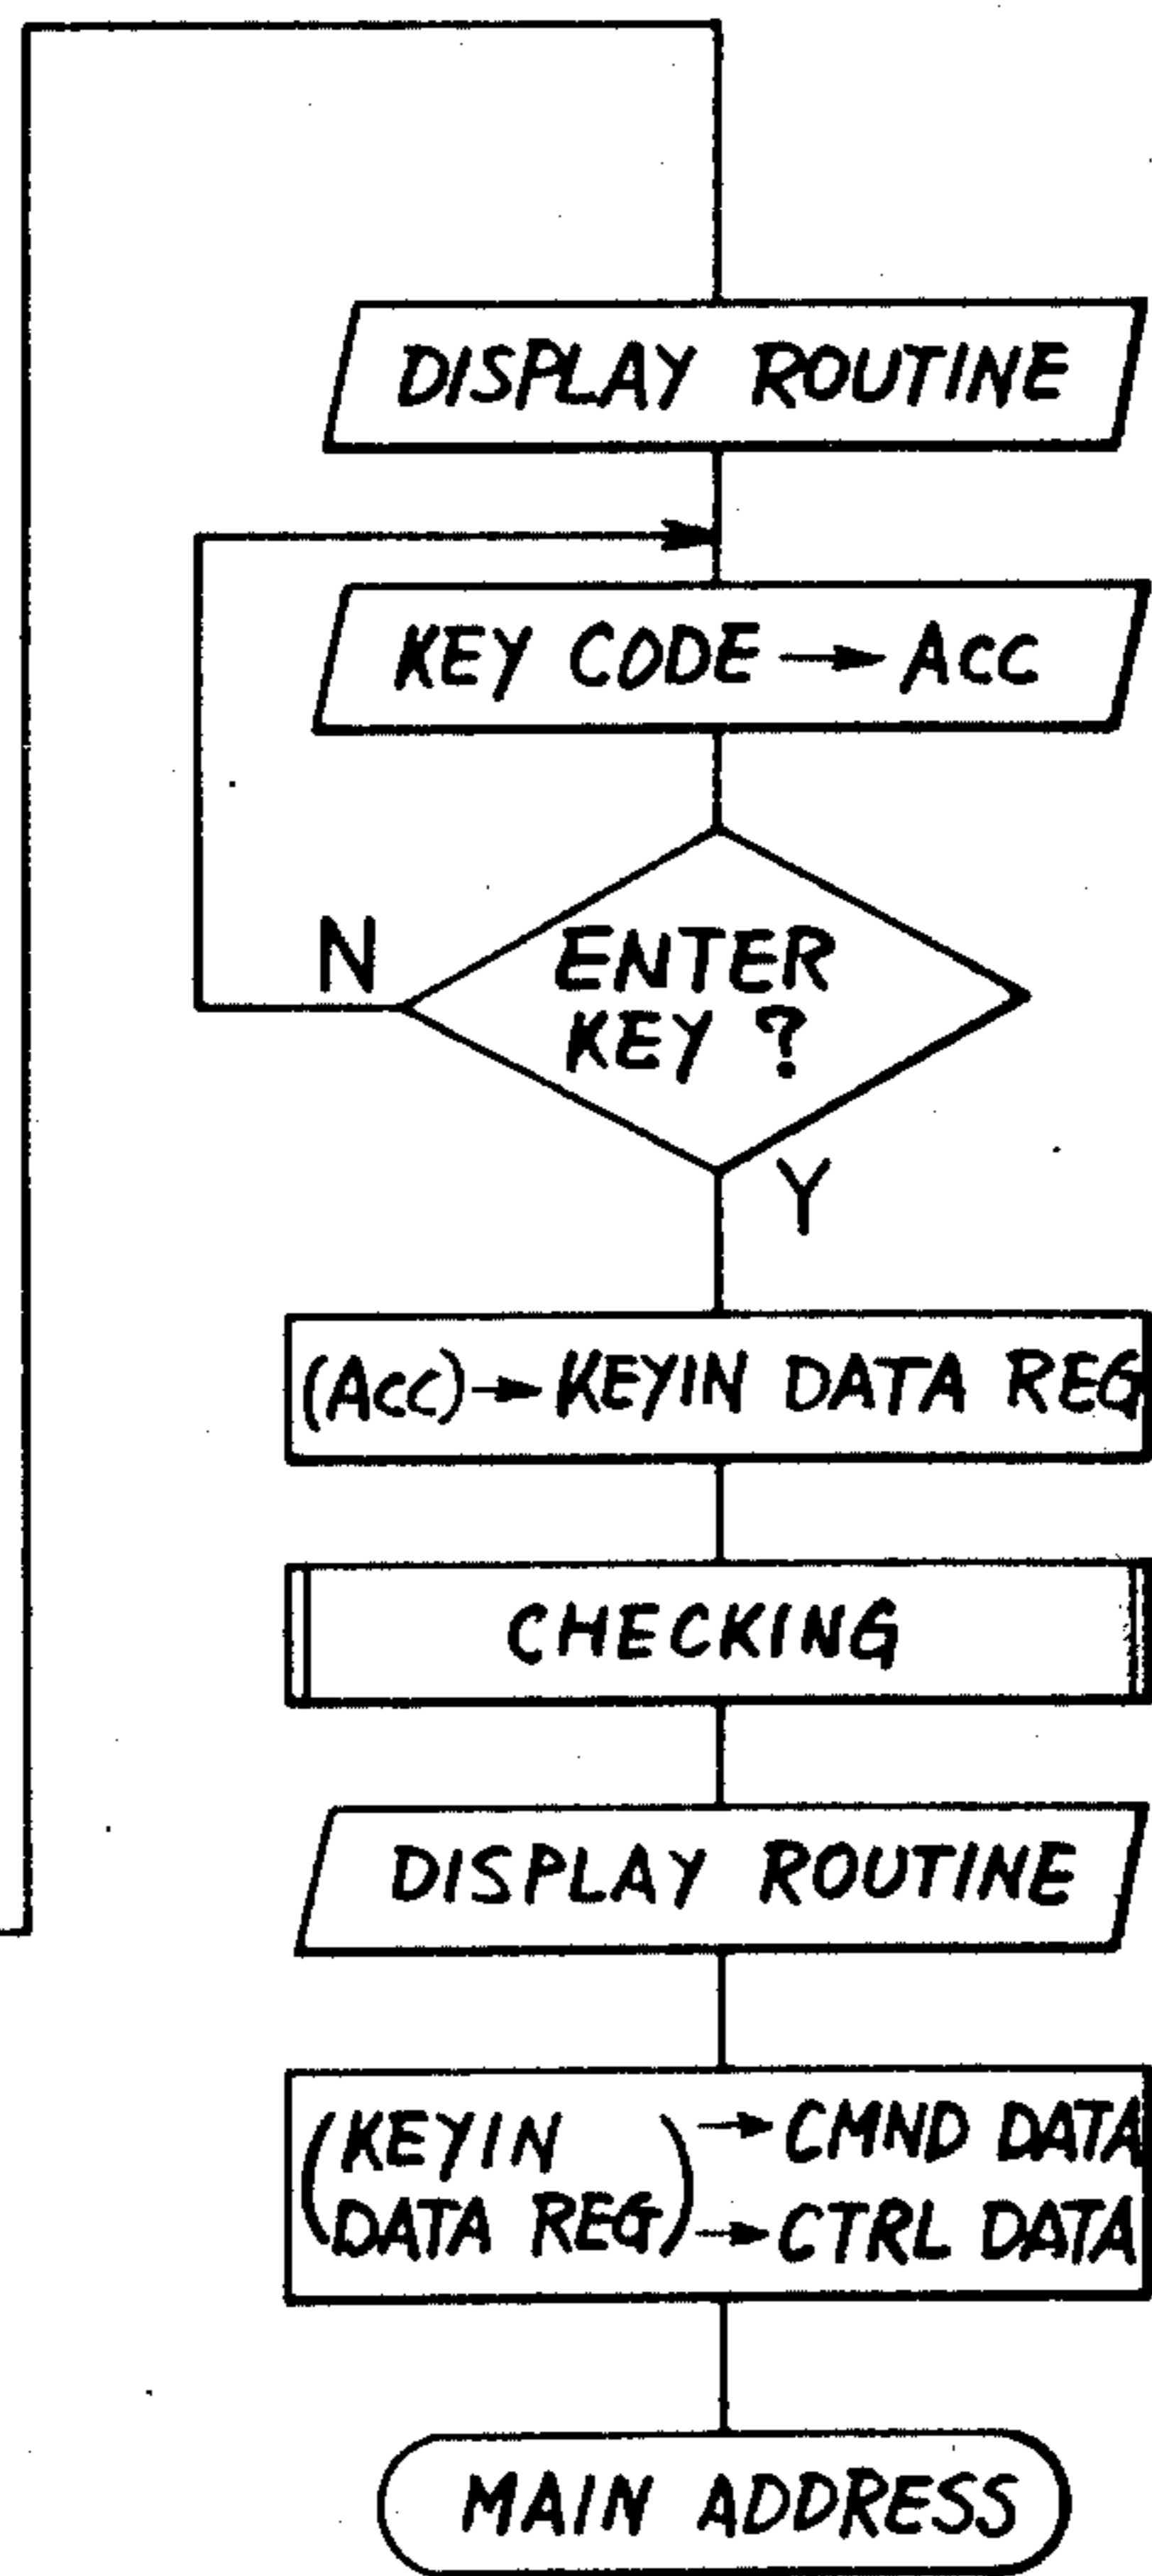 DISPLAY ROUTINE
KEY CODE → ACC
N
ENTER
KEY ?
Y
(ACC) → KEYIN DATA REG
CHECKING
DISPLAY ROUTINE
(KEYIN → CMND DATA
DATA REG) → CTRL DATA
MAIN ADDRESS